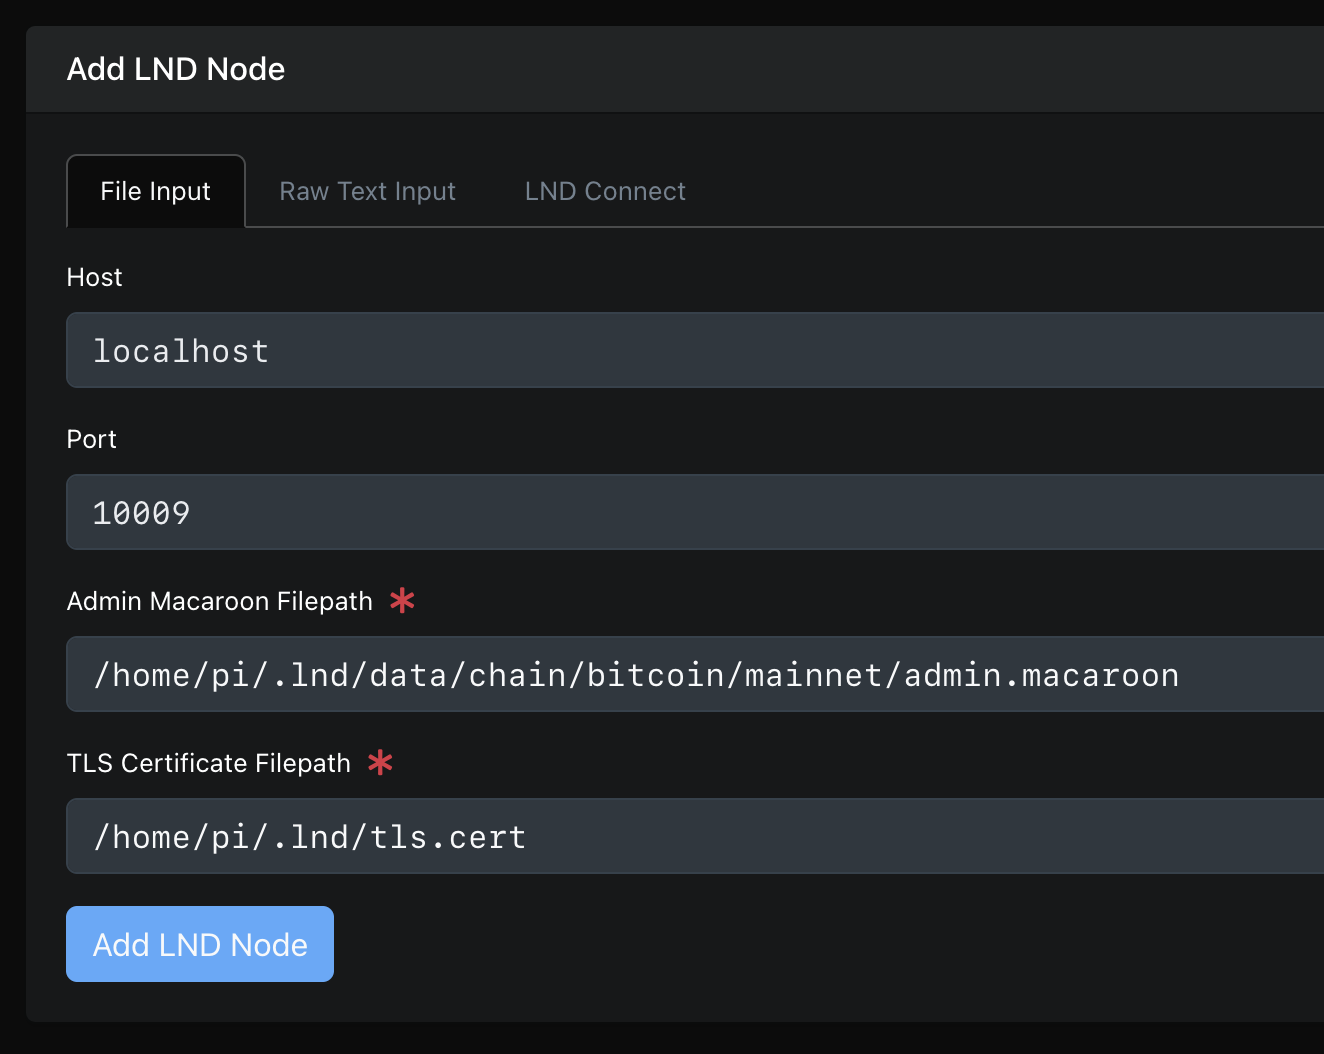 Add LND Node
File Input Raw Text Input LND Connect
Host
localhost
Port
10009
Admin Macaroon Filepath *
/home/pi/.lnd/data/chain/bitcoin/mainnet/admin.macaroon
TLS Certificate Filepath *
/home/pi/.lnd/tls.cert
Add LND Node